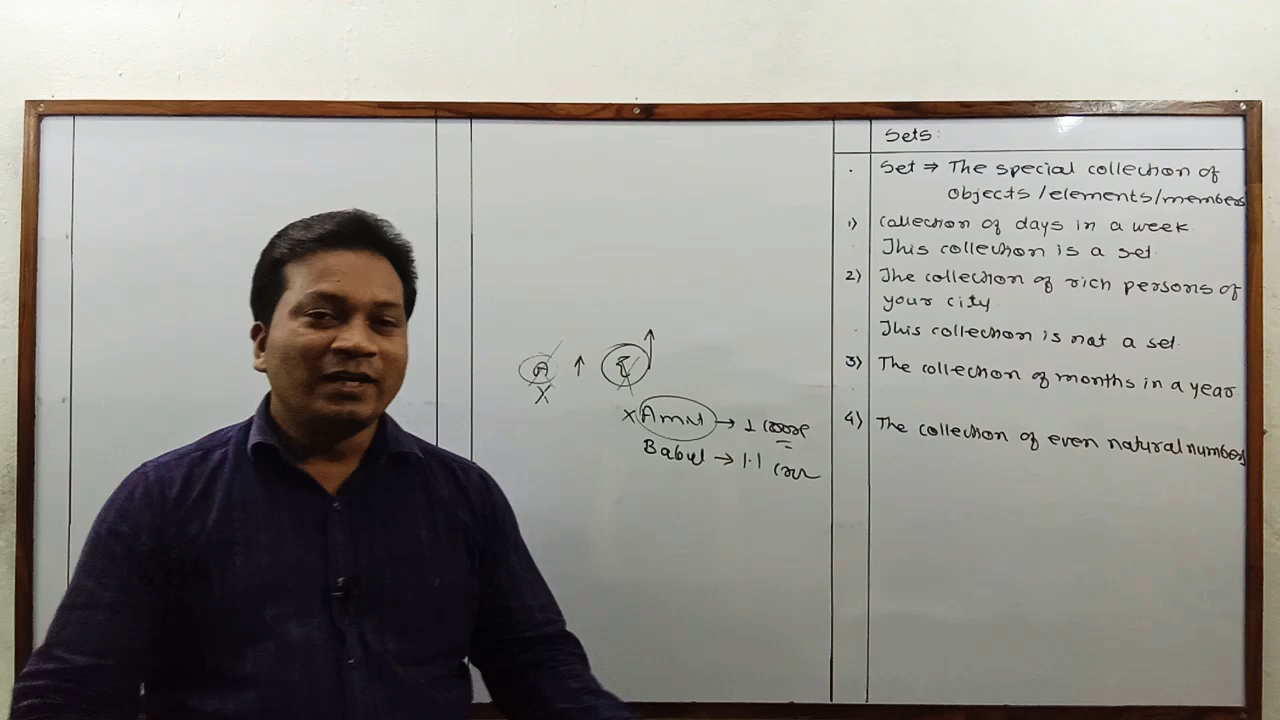 Sets:
Set ⇒ The special collection of
objects/elements/members
1) Collection of days in a week
This collection is a set.
2) The collection of rich persons of
your city.
This collection is not a set.
3) The collection of months in a year
4) The collection of even natural numbers
A ↑
X
X Amit → 1 crore
Babul → 1.1